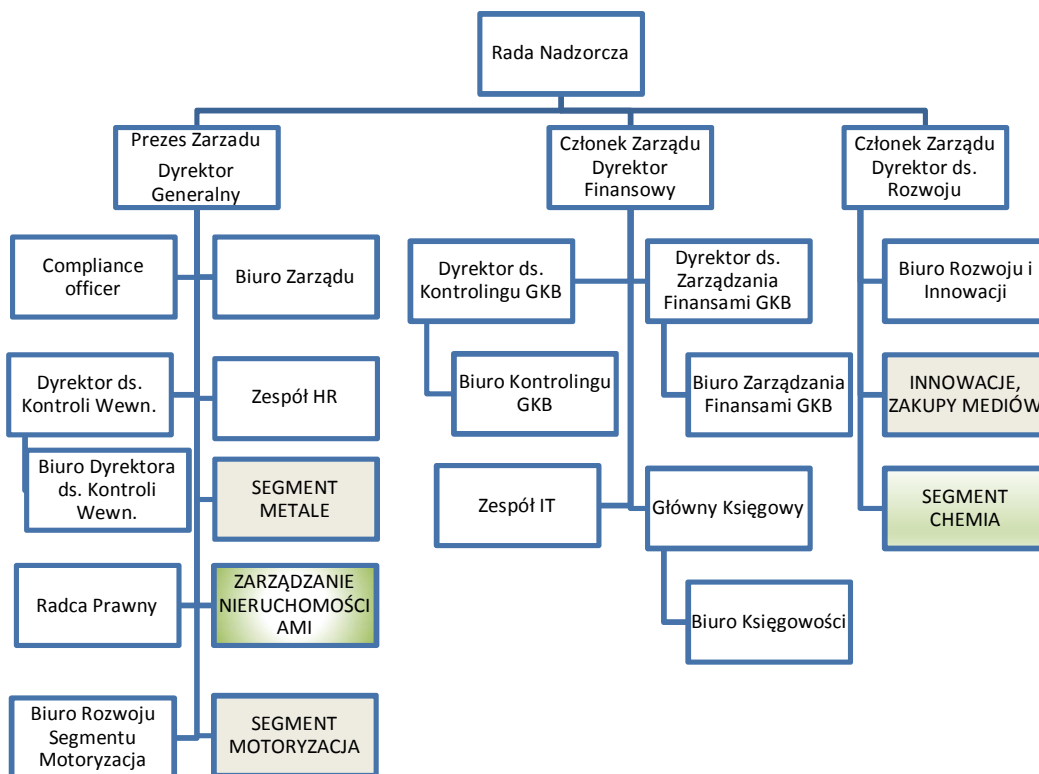 Rada Nadzorcza
Prezes Zarzadu
Dyrektor
Generalny
Członek Zarządu
Dyrektor
Finansowy
Członek Zarządu
Dyrektor ds.
Rozwoju
Compliance
officer
Biuro Zarządu
Dyrektor ds.
Kontrolingu GKB
Dyrektor ds.
Zarządzania
Finansami GKB
Biuro Rozwoju i
Innowacji
Dyrektor ds.
Kontroli Wewn.
Zespół HR
Biuro Kontrolingu
GKB
Biuro Zarządzania
Finansami GKB
INNOWACJE,
ZAKUPY MEDIÓW
Biuro Dyrektora
ds. Kontroli
Wewn.
SEGMENT
METALE
Zespół IT
Główny Księgowy
SEGMENT
CHEMIA
Radca Prawny
ZARZĄDZANIE
NIERUCHOMOŚCI
AMI
Biuro Księgowości
Biuro Rozwoju
Segmentu
Motoryzacja
SEGMENT
MOTORYZACJA